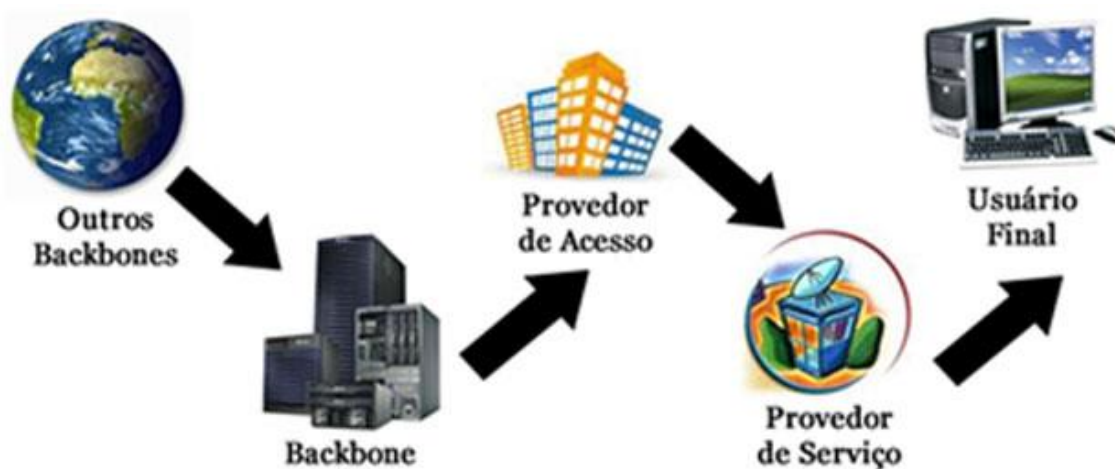 Outros
Backbones
Backbone
Provedor
de Acesso
Provedor
de Serviço
Usuário
Final